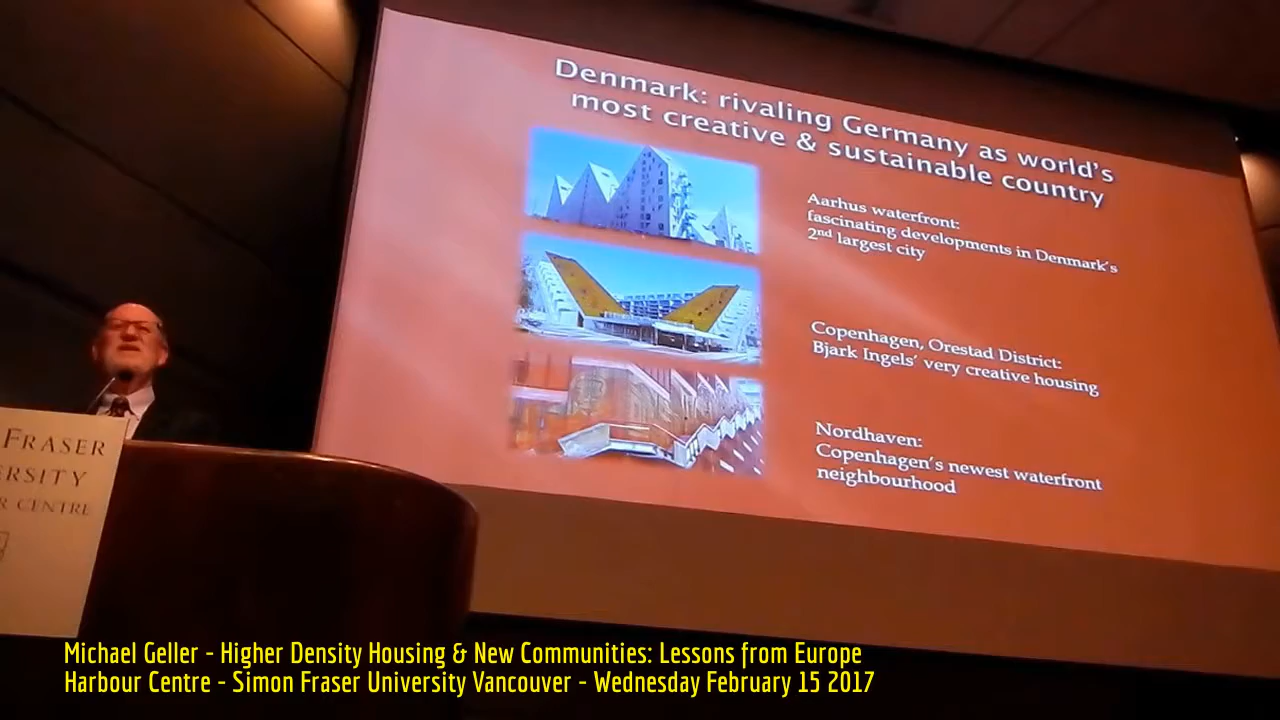 Denmark: rivaling Germany as world's
most creative & sustainable country
Aarhus waterfront:
fascinating developments in Denmark's
2nd largest city
Copenhagen, Orestad District:
Bjark Ingels' very creative housing
Nordhaven:
Copenhagen's newest waterfront
neighbourhood
FRASER
ERSITY
R CENTRE
Michael Geller - Higher Density Housing & New Communities: Lessons from Europe
Harbour Centre - Simon Fraser University Vancouver - Wednesday February 15 2017